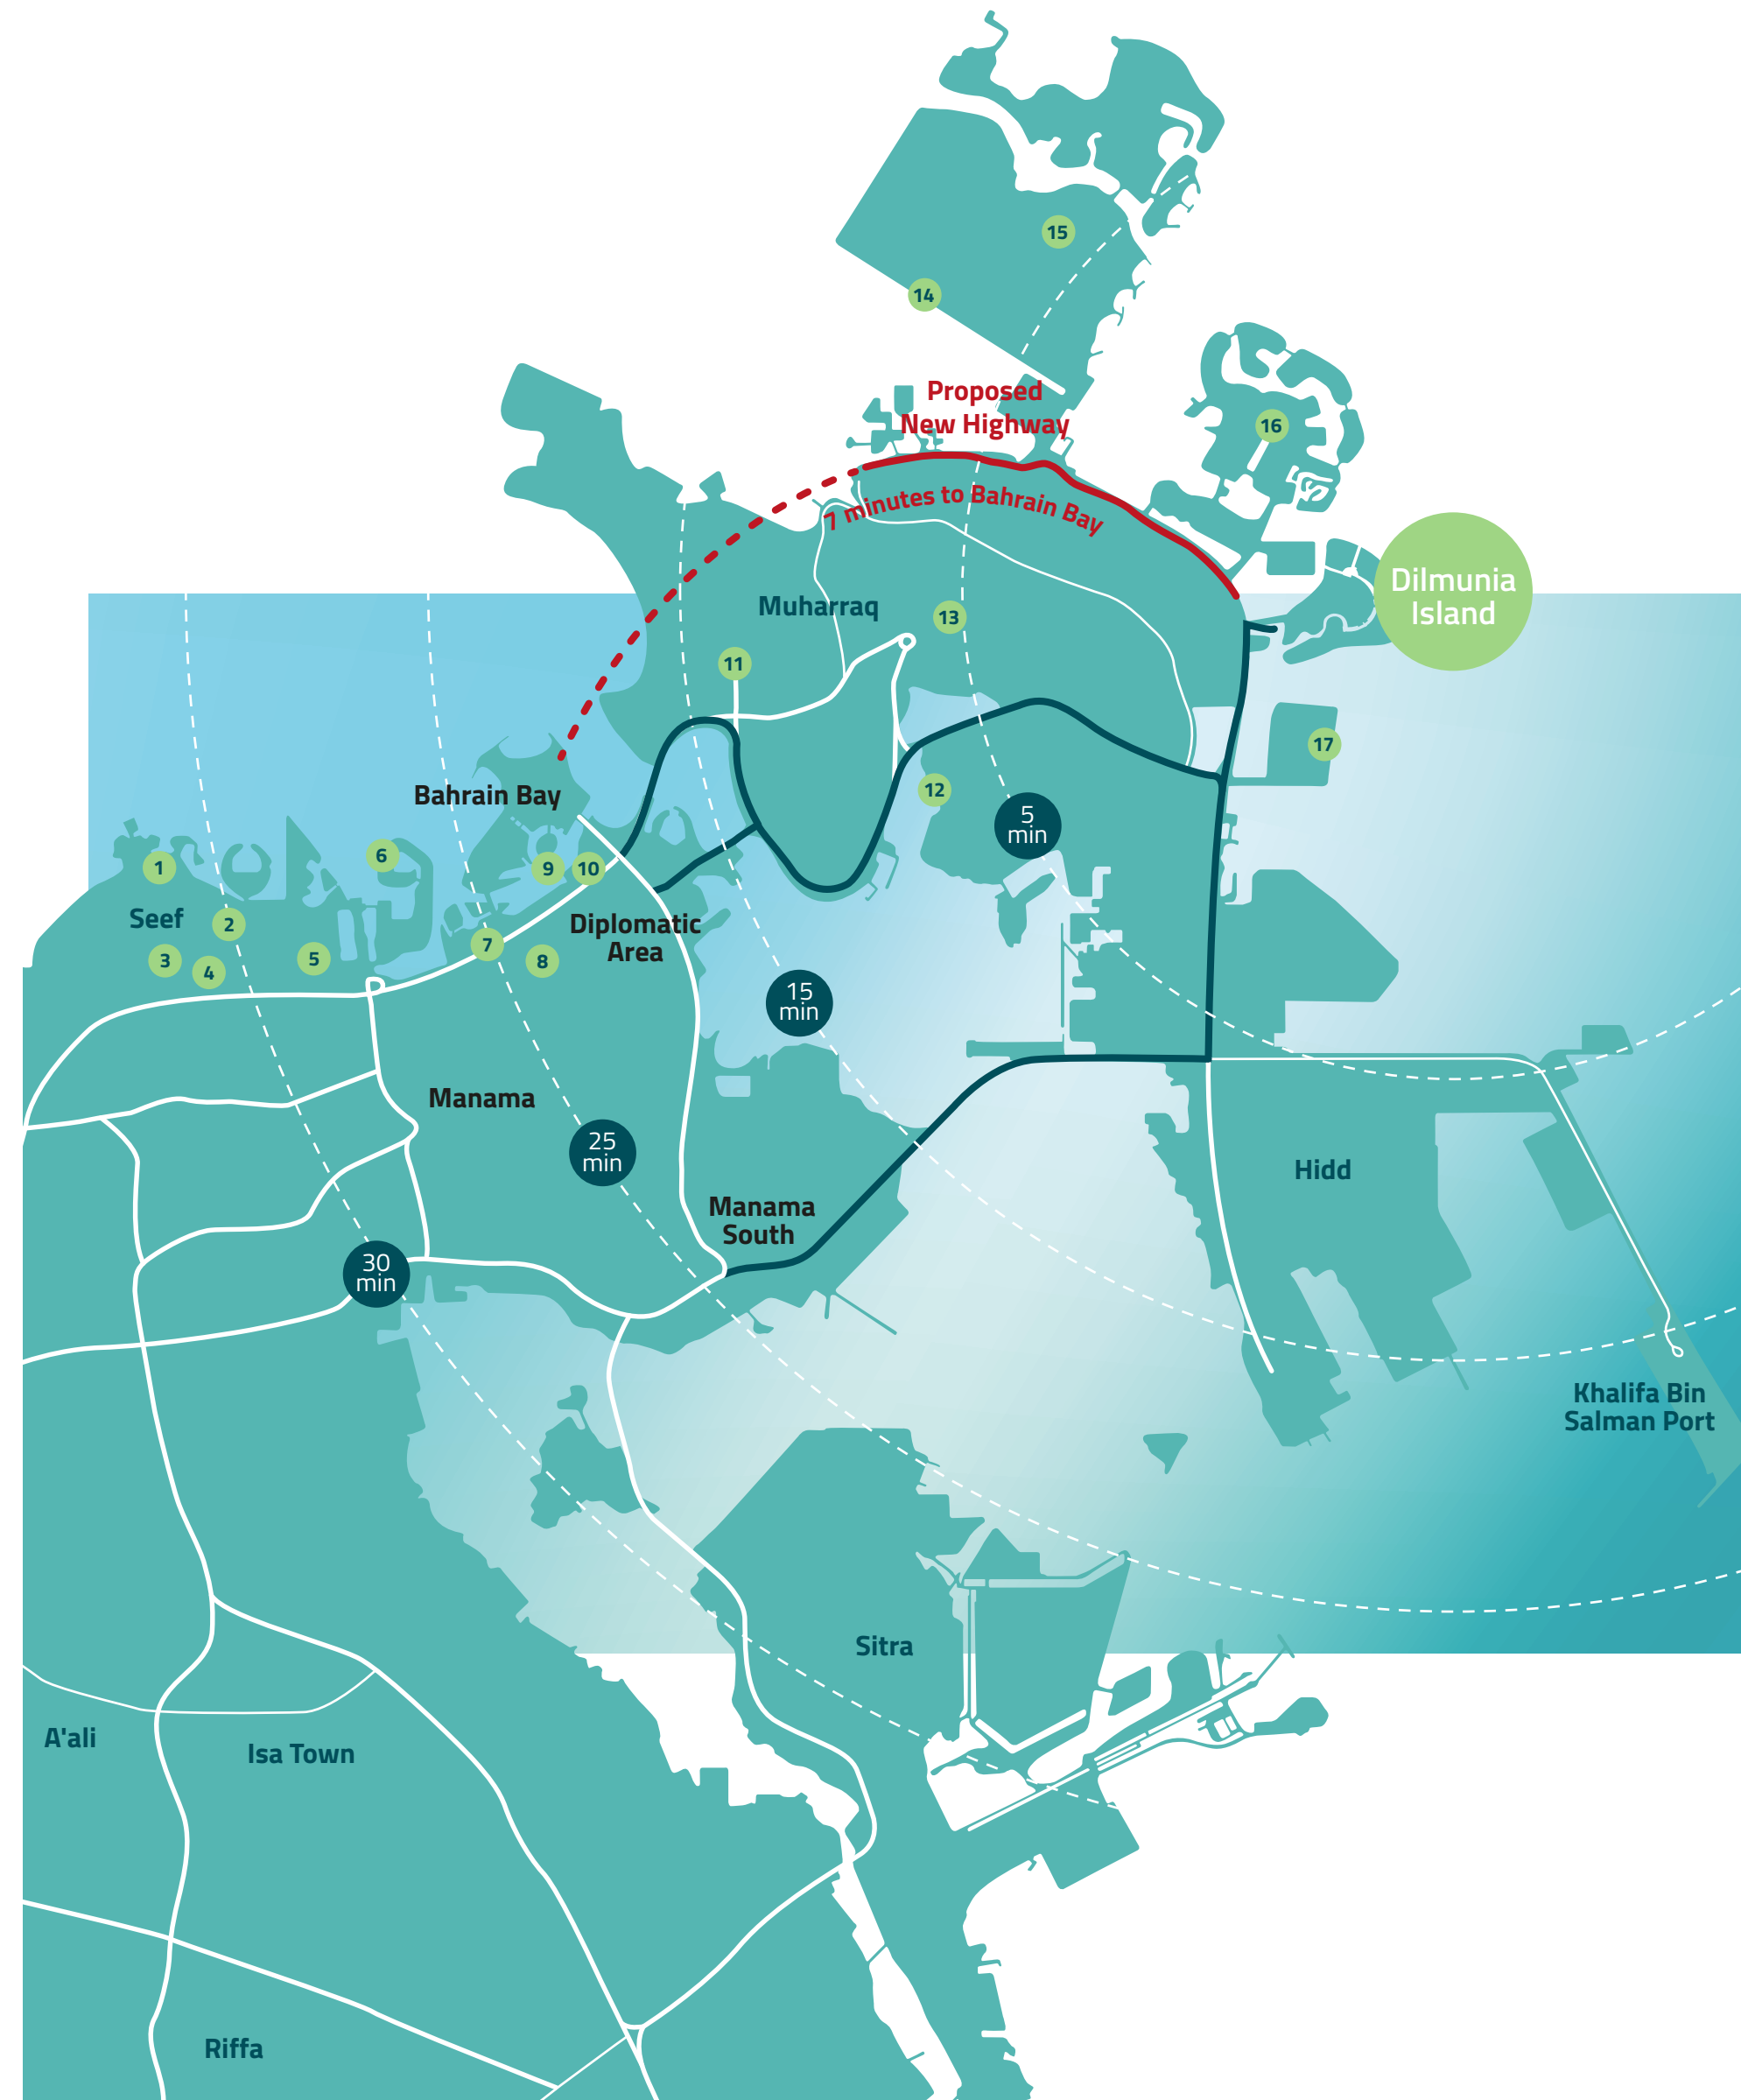 15
14
Proposed
New Highway
16
7 minutes to Bahrain Bay
Dilmunia
Island
Muharraq
13
11
17
Bahrain Bay
12
5
min
6
1
9
10
Seef
2
Diplomatic
Area
7
3
4
5
8
15
min
Manama
25
min
Hidd
Manama
South
30
min
Khalifa Bin
Salman Port
Sitra
A'ali
Isa Town
Riffa